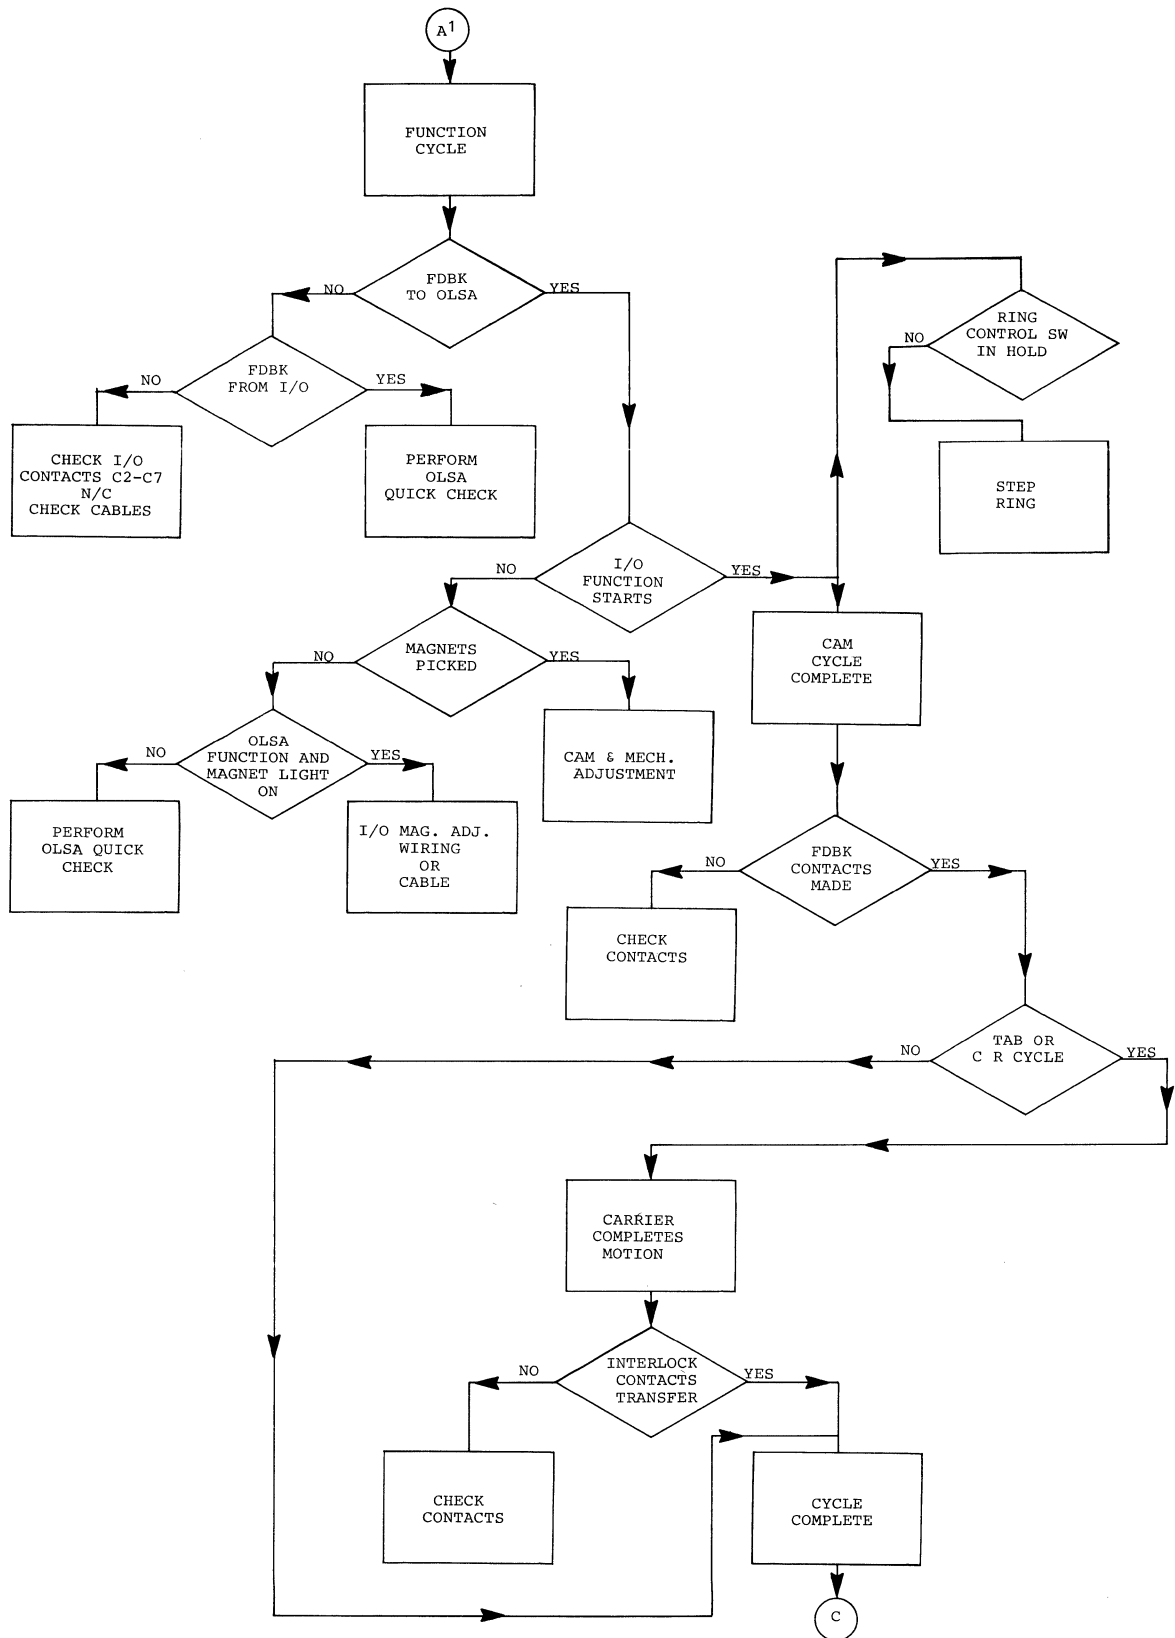 A1
FUNCTION
CYCLE
FDBK
TO OLSA
NO
YES
RING
CONTROL SW
IN HOLD
NO
FDBK
FROM I/O
NO
YES
CHECK I/O
CONTACTS C2-C7
N/C
CHECK CABLES
PERFORM
OLSA
QUICK CHECK
STEP
RING
I/O
FUNCTION
STARTS
NO
YES
MAGNETS
PICKED
NO
YES
CAM
CYCLE
COMPLETE
OLSA
FUNCTION AND
MAGNET LIGHT
ON
NO
YES
CAM & MECH.
ADJUSTMENT
PERFORM
OLSA QUICK
CHECK
I/O MAG. ADJ.
WIRING
OR
CABLE
FDBK
CONTACTS
MADE
NO
YES
CHECK
CONTACTS
TAB OR
C R CYCLE
NO
YES
CARRIER
COMPLETES
MOTION
INTERLOCK
CONTACTS
TRANSFER
NO
YES
CHECK
CONTACTS
CYCLE
COMPLETE
C